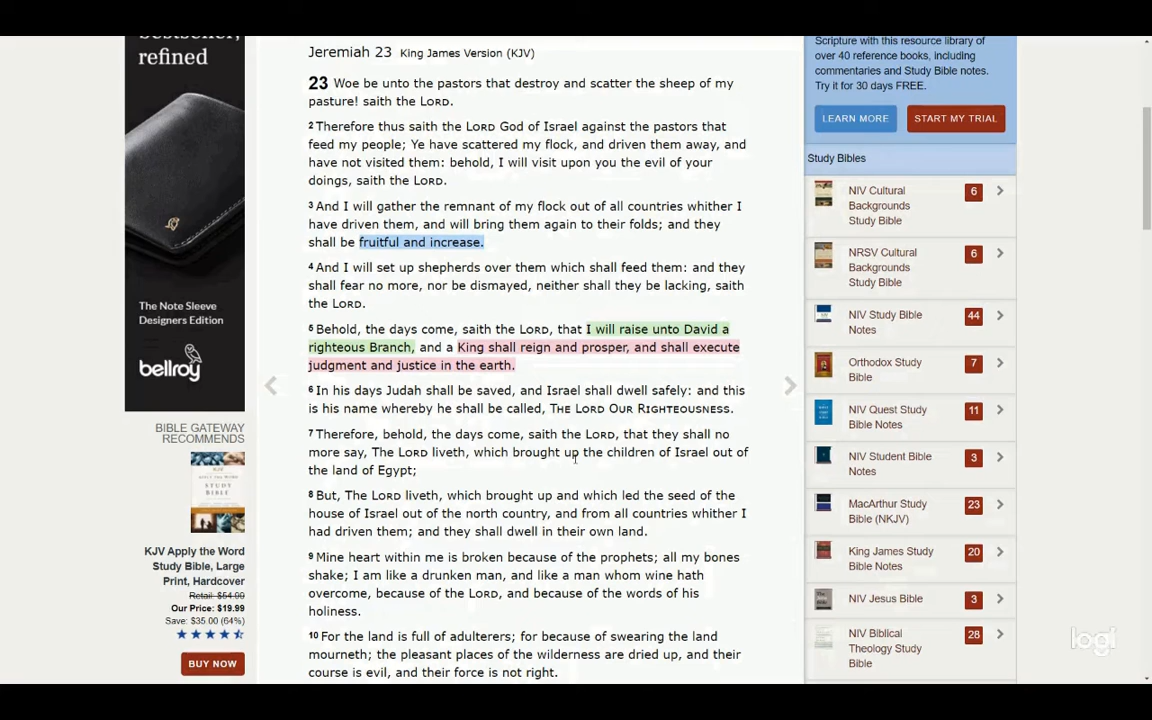 bestseller,
refined
The Note Sleeve
Designers Edition
bellroy
BIBLE GATEWAY
RECOMMENDS
KJV Apply the Word
Study Bible, Large
Print, Hardcover
Retail: $54.99
Our Price: $19.99
Save: $35.00 (64%)
BUY NOW
Jeremiah 23 King James Version (KJV)
23 Woe be unto the pastors that destroy and scatter the sheep of my
pasture! saith the LORD.
2 Therefore thus saith the LORD God of Israel against the pastors that
feed my people; Ye have scattered my flock, and driven them away, and
have not visited them: behold, I will visit upon you the evil of your
doings, saith the LORD.
3 And I will gather the remnant of my flock out of all countries whither I
have driven them, and will bring them again to their folds; and they
shall be fruitful and increase.
4 And I will set up shepherds over them which shall feed them: and they
shall fear no more, nor be dismayed, neither shall they be lacking, saith
the LORD.
5 Behold, the days come, saith the LORD, that I will raise unto David a
righteous Branch, and a King shall reign and prosper, and shall execute
judgment and justice in the earth.
6 In his days Judah shall be saved, and Israel shall dwell safely: and this
is his name whereby he shall be called, THE LORD OUR RIGHTEOUSNESS.
7 Therefore, behold, the days come, saith the LORD, that they shall no
more say, The LORD liveth, which brought up the children of Israel out of
the land of Egypt;
8 But, The LORD liveth, which brought up and which led the seed of the
house of Israel out of the north country, and from all countries whither I
had driven them; and they shall dwell in their own land.
9 Mine heart within me is broken because of the prophets; all my bones
shake; I am like a drunken man, and like a man whom wine hath
overcome, because of the LORD, and because of the words of his
holiness.
10 For the land is full of adulterers; for because of swearing the land
mourneth; the pleasant places of the wilderness are dried up, and their
course is evil, and their force is not right.
Scripture with this resource library of
over 40 reference books, including
commentaries and Study Bible notes.
Try it for 30 days FREE.
LEARN MORE START MY TRIAL
Study Bibles
NIV Cultural
Backgrounds
Study Bible
6
NRSV Cultural
Backgrounds
Study Bible
6
NIV Study Bible
Notes
44
Orthodox Study
Bible
7
NIV Quest Study
Bible Notes
11
NIV Student Bible
Notes
3
MacArthur Study
Bible (NKJV)
23
King James Study
Bible Notes
20
NIV Jesus Bible
3
NIV Biblical
Theology Study
Bible
28
logi